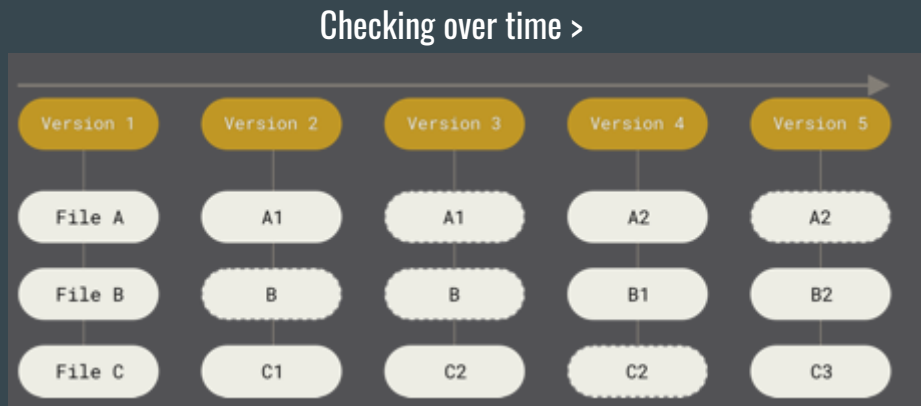 Checking over time >
Version 1 Version 2 Version 3 Version 4 Version 5
File A A1 A1 A2 A2
File B B B B1 B2
File C C1 C2 C2 C3